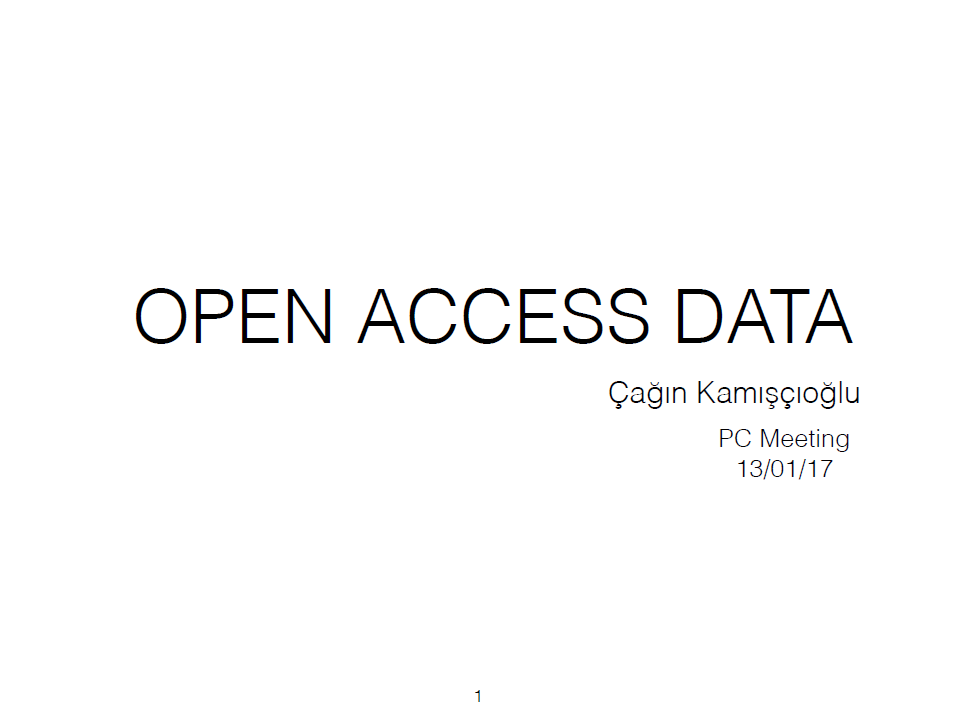 OPEN ACCESS DATA
Çağın Kamışçıoğlu
PC Meeting
13/01/17
1